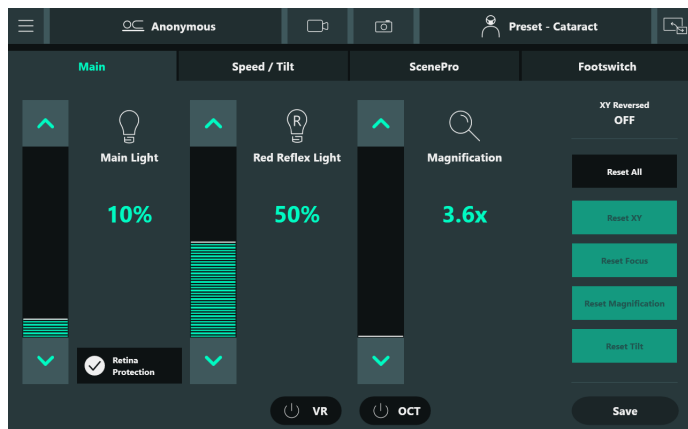 Anonymous
Preset - Cataract
Main
Speed / Tilt
ScenePro
Footswitch
Main Light
10%
Retina
Protection
R
Red Reflex Light
50%
Magnification
3.6x
XY Reversed
OFF
Reset All
Reset XY
Reset Focus
Reset Magnification
Reset Tilt
VR
OCT
Save